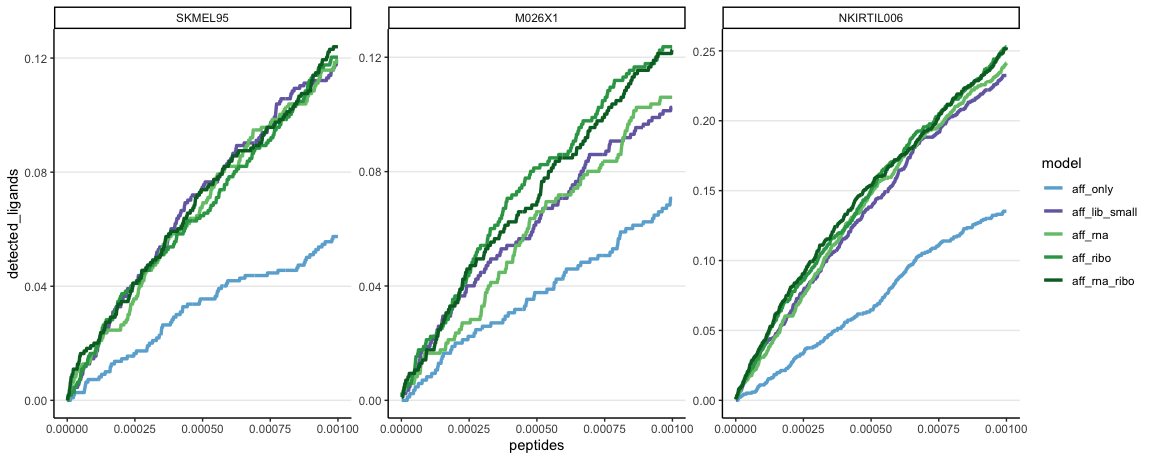 SKMEL95
M026X1
NKIRTIL006
detected_ligands
0.12
0.08
0.04
0.00
0.12
0.08
0.04
0.00
0.25
0.20
0.15
0.10
0.05
0.00
0.00000 0.00025 0.00050 0.00075 0.00100
0.00000 0.00025 0.00050 0.00075 0.00100
0.00000 0.00025 0.00050 0.00075 0.00100
peptides
model
aff_only
aff_lib_small
aff_rna
aff_ribo
aff_rna_ribo